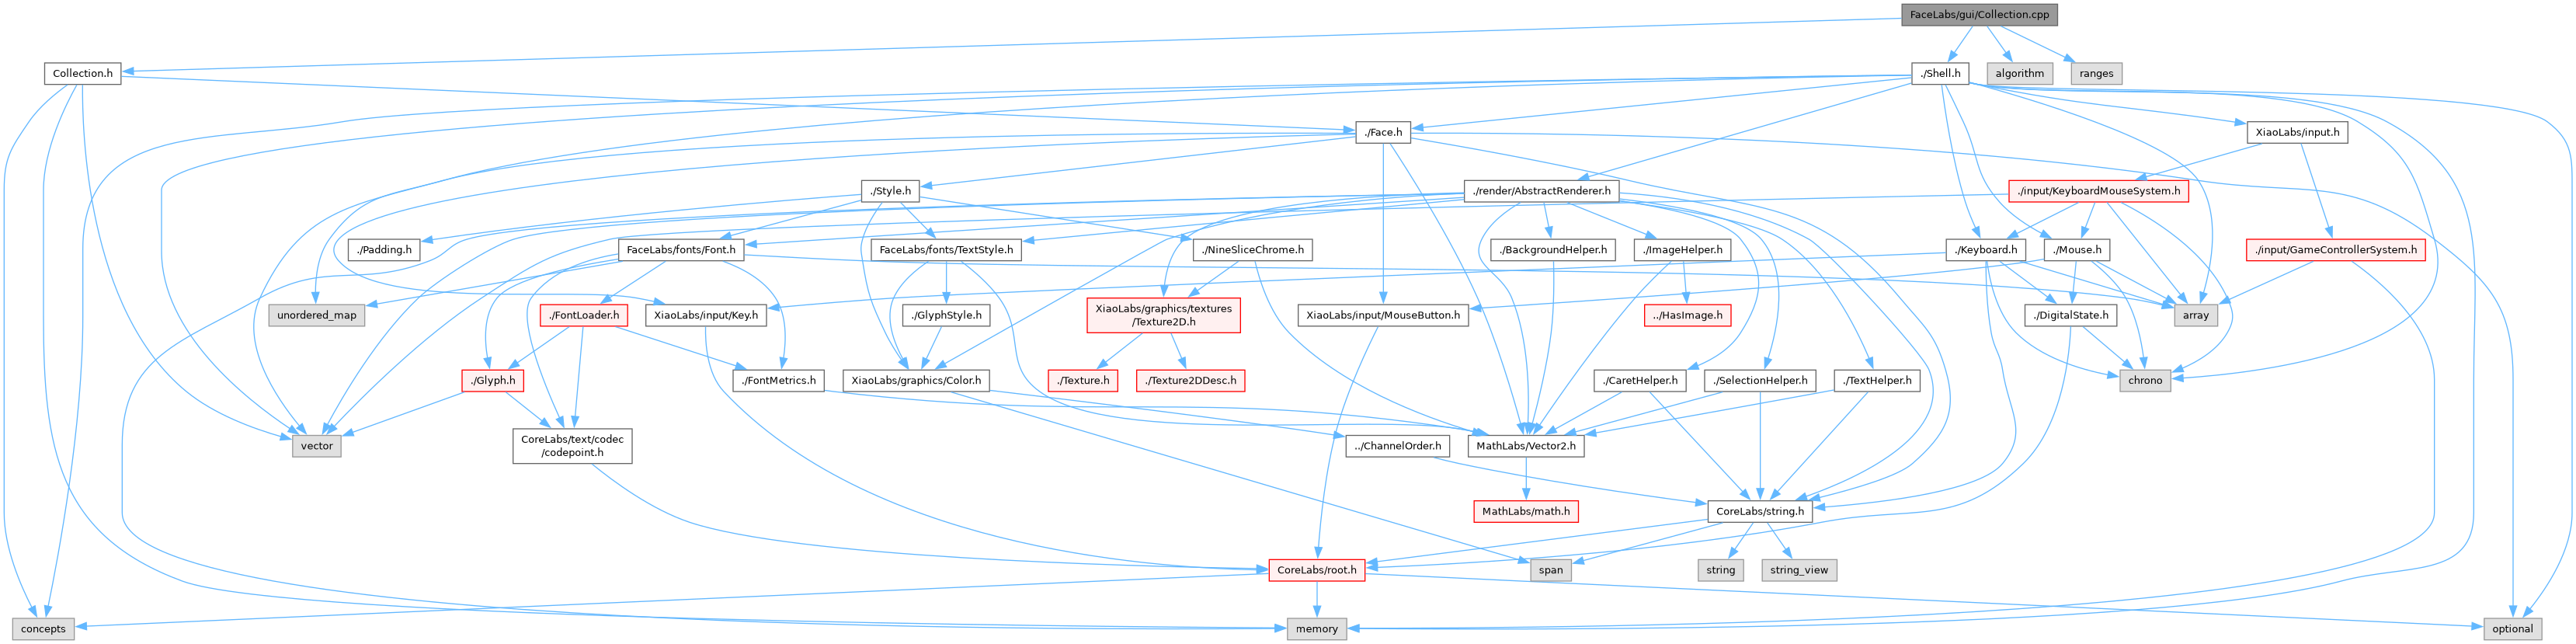 FaceLabs/gui/Collection.cpp
Collection.h
./Shell.h
algorithm
ranges
./Face.h
XiaoLabs/input.h
./Style.h
./render/AbstractRenderer.h
./input/KeyboardMouseSystem.h
./Padding.h
FaceLabs/fonts/Font.h
FaceLabs/fonts/TextStyle.h
./NineSliceChrome.h
./BackgroundHelper.h
./ImageHelper.h
./Keyboard.h
./Mouse.h
./input/GameControllerSystem.h
unordered_map
./FontLoader.h
XiaoLabs/input/Key.h
./GlyphStyle.h
XiaoLabs/graphics/textures
/Texture2D.h
XiaoLabs/input/MouseButton.h
../HasImage.h
./DigitalState.h
array
./Glyph.h
./FontMetrics.h
XiaoLabs/graphics/Color.h
./Texture.h
./Texture2DDesc.h
./CaretHelper.h
./SelectionHelper.h
./TextHelper.h
chrono
vector
CoreLabs/text/codec
/codepoint.h
../ChannelOrder.h
MathLabs/Vector2.h
MathLabs/math.h
CoreLabs/string.h
CoreLabs/root.h
span
string
string_view
concepts
memory
optional